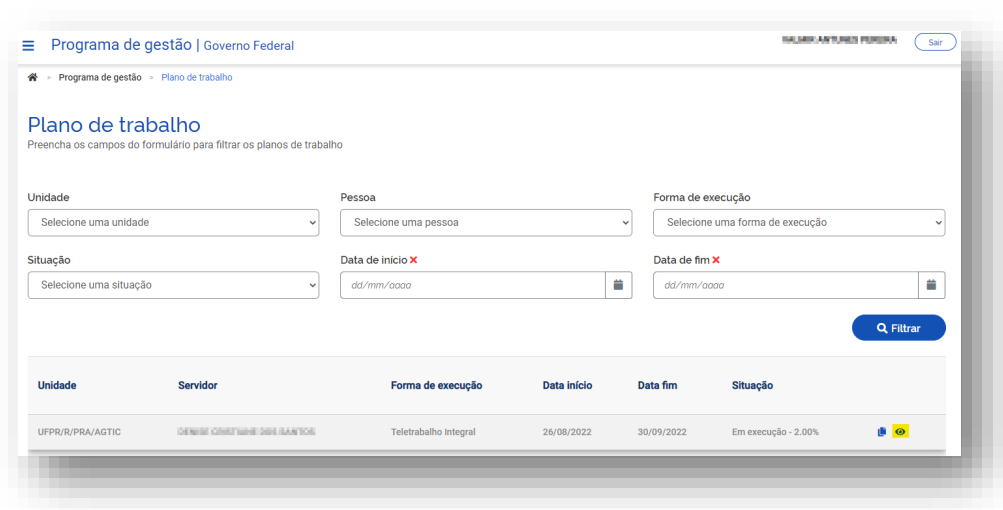 Programa de gestão | Governo Federal
Sair
Programa de gestão > Plano de trabalho
Plano de trabalho
Preencha os campos do formulário para filtrar os planos de trabalho
Unidade Pessoa Forma de execução
Selecione uma unidade Selecione uma pessoa Selecione uma forma de execução
Situação Data de início Data de fim
Selecione uma situação dd/mm/aaaa dd/mm/aaaa
Filtrar
Unidade Servidor Forma de execução Data início Data fim Situação
UFPR/R/PRA/AGTIC Teletrabalho Integral 26/08/2022 30/09/2022 Em execução - 2.00%